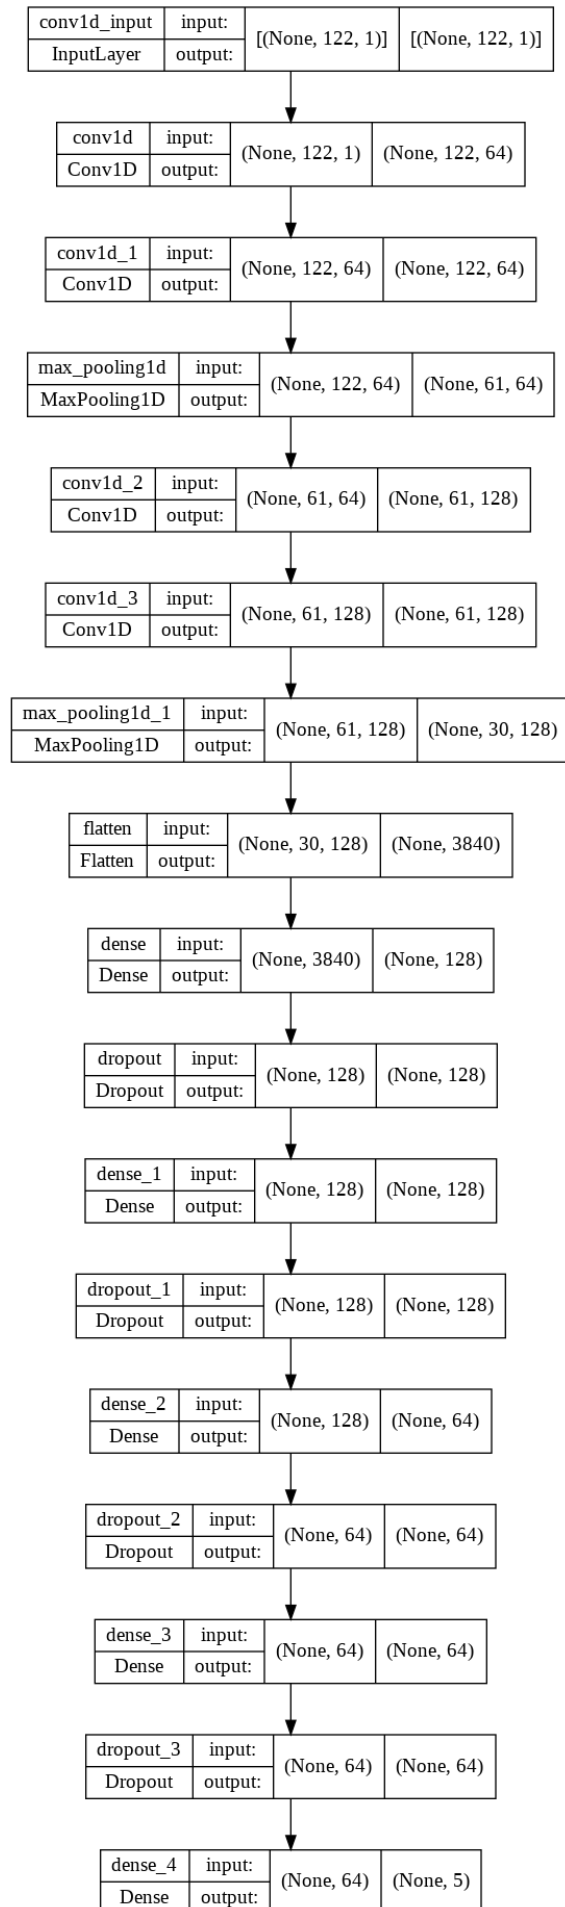 conv1d_input input: [(None, 122, 1)] [(None, 122, 1)]
InputLayer output:
conv1d input: (None, 122, 1) (None, 122, 64)
Conv1D output:
conv1d_1 input: (None, 122, 64) (None, 122, 64)
Conv1D output:
max_pooling1d input: (None, 122, 64) (None, 61, 64)
MaxPooling1D output:
conv1d_2 input: (None, 61, 64) (None, 61, 128)
Conv1D output:
conv1d_3 input: (None, 61, 128) (None, 61, 128)
Conv1D output:
max_pooling1d_1 input: (None, 61, 128) (None, 30, 128)
MaxPooling1D output:
flatten input: (None, 30, 128) (None, 3840)
Flatten output:
dense input: (None, 3840) (None, 128)
Dense output:
dropout input: (None, 128) (None, 128)
Dropout output:
dense_1 input: (None, 128) (None, 128)
Dense output:
dropout_1 input: (None, 128) (None, 128)
Dropout output:
dense_2 input: (None, 128) (None, 64)
Dense output:
dropout_2 input: (None, 64) (None, 64)
Dropout output:
dense_3 input: (None, 64) (None, 64)
Dense output:
dropout_3 input: (None, 64) (None, 64)
Dropout output:
dense_4 input: (None, 64) (None, 5)
Dense output: